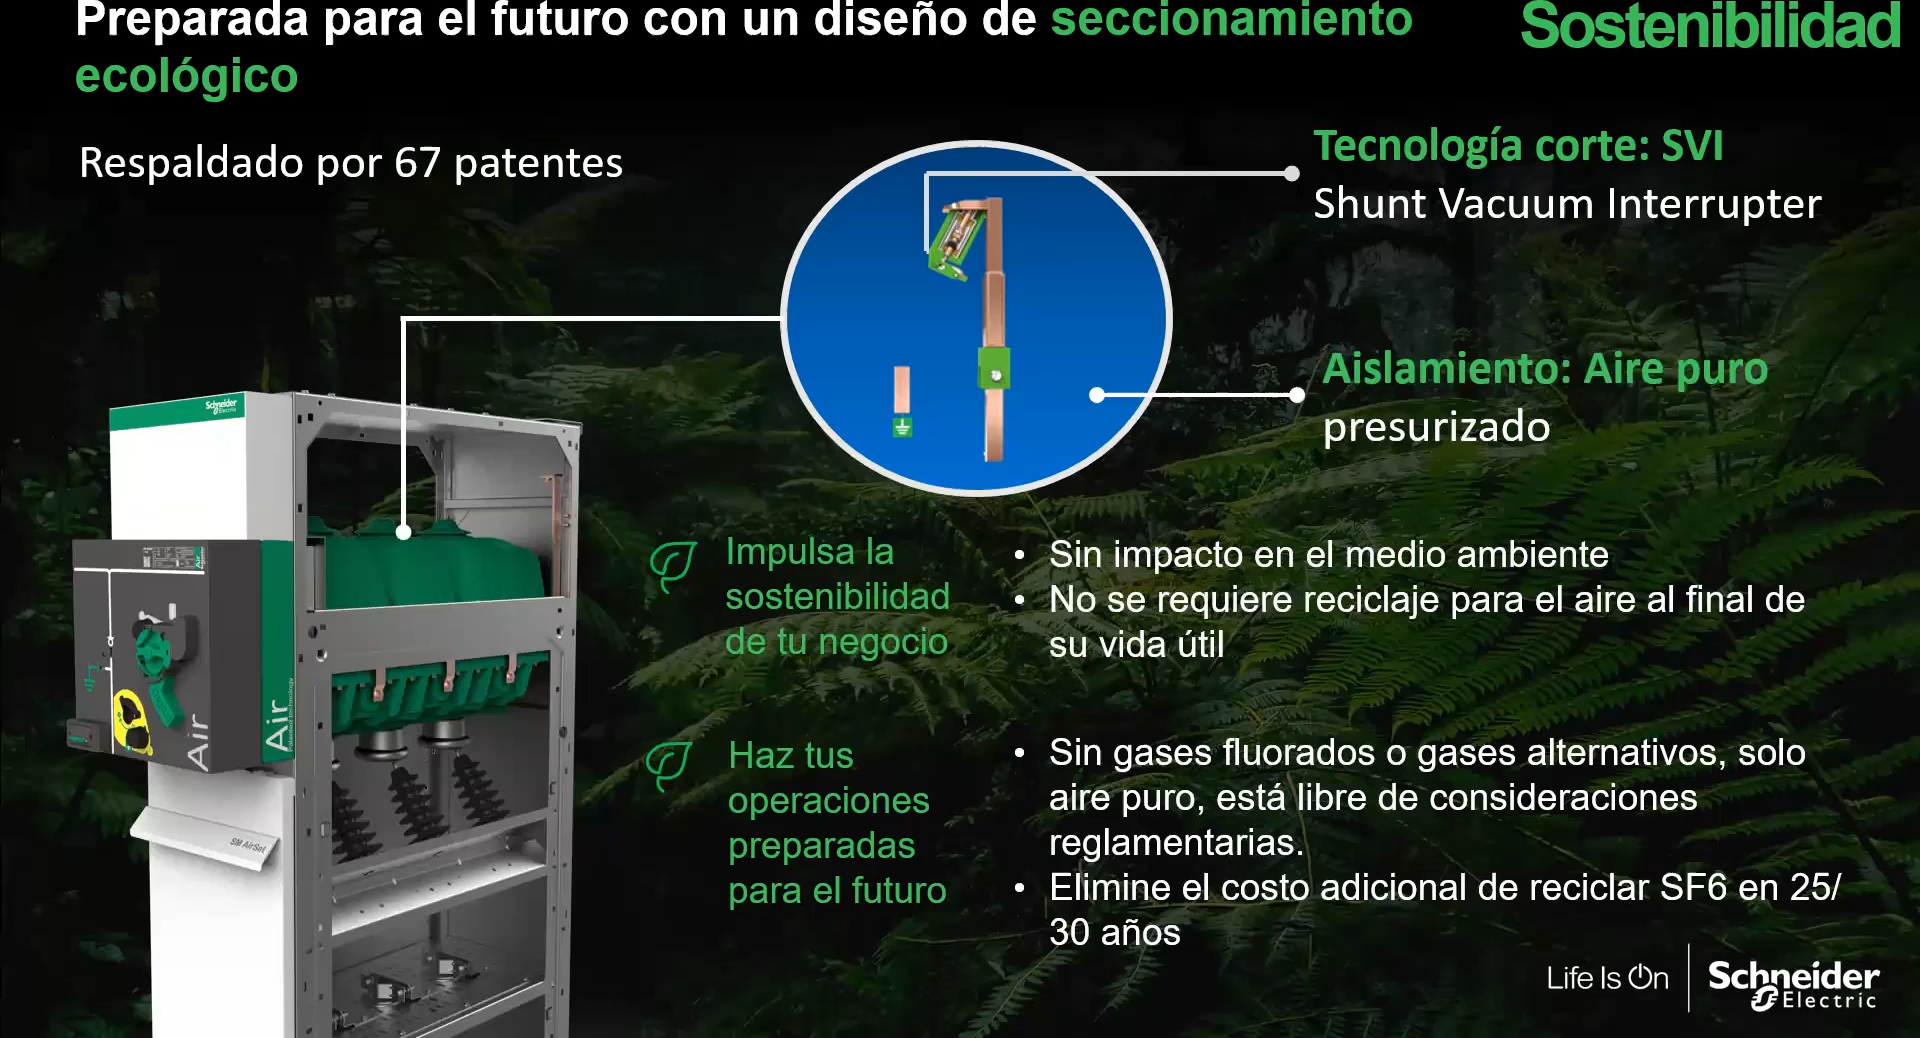 Preparada para el futuro con un diseño de seccionamiento
ecológico
Sostenibilidad
Respaldado por 67 patentes
Tecnología corte: SVI
Shunt Vacuum Interrupter
Aislamiento: Aire puro
presurizado
Schneider
Electric
Air
Air
SM AirSeT
Impulsa la
sostenibilidad
de tu negocio
• Sin impacto en el medio ambiente
• No se requiere reciclaje para el aire al final de
su vida útil
Haz tus
operaciones
preparadas
para el futuro
• Sin gases fluorados o gases alternativos, solo
aire puro, está libre de consideraciones
reglamentarias.
• Elimine el costo adicional de reciclar SF6 en 25/
30 años
Life Is On
Schneider
Electric